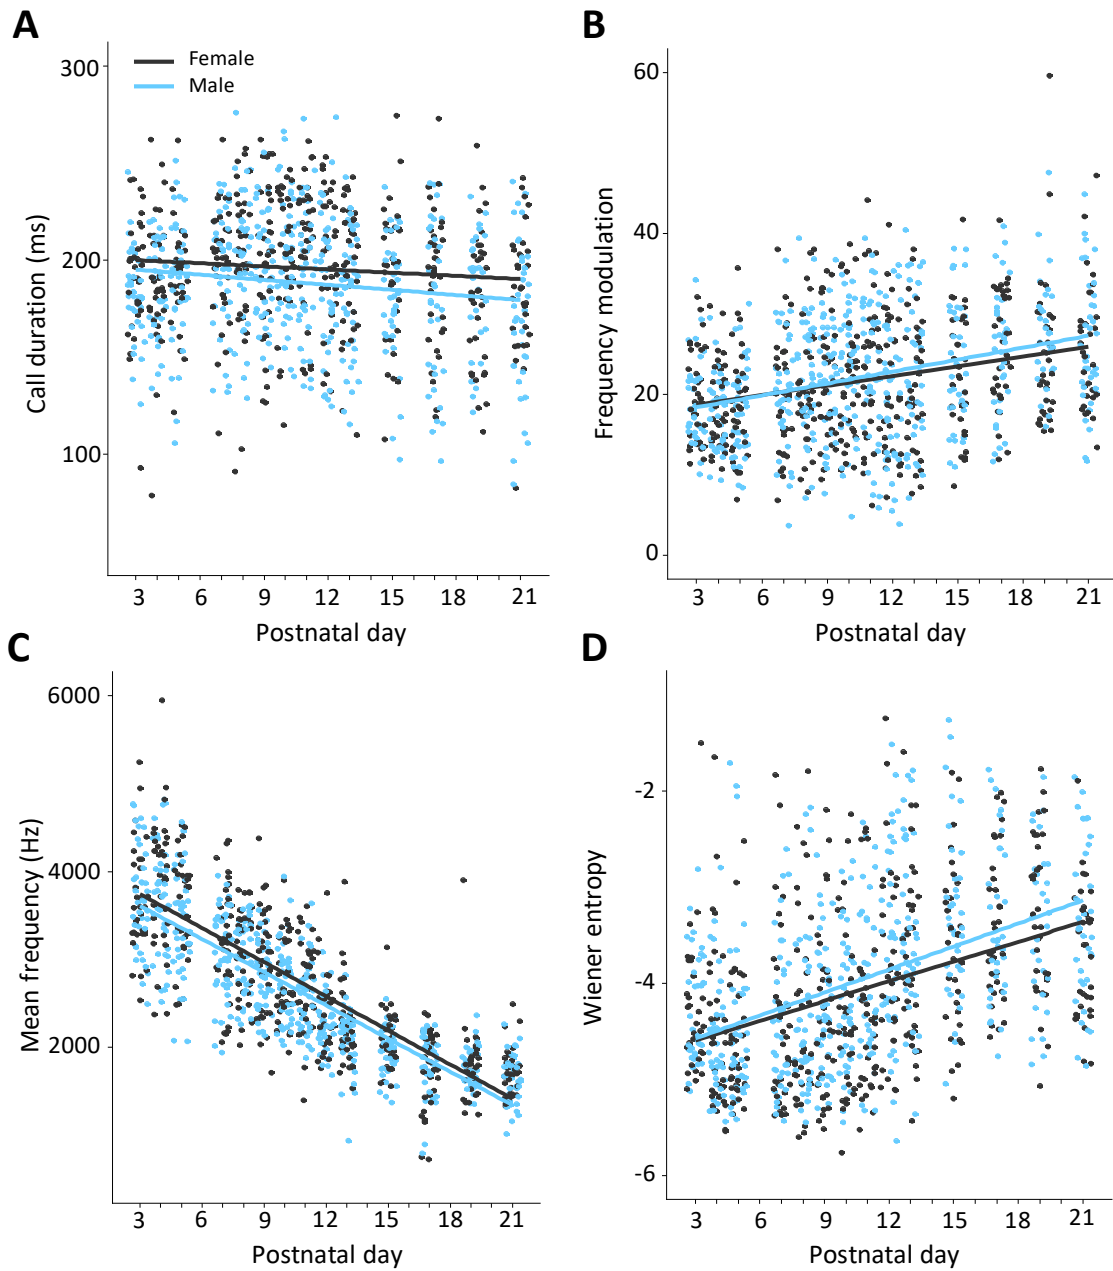 A
300
200
100
Female
Male
Call duration (ms)
3 6 9 12 15 18 21
Postnatal day
B
60
40
20
0
Frequency modulation
3 6 9 12 15 18 21
Postnatal day
C
6000
4000
2000
Mean frequency (Hz)
3 6 9 12 15 18 21
Postnatal day
D
-2
-4
-6
Wiener entropy
3 6 9 12 15 18 21
Postnatal day